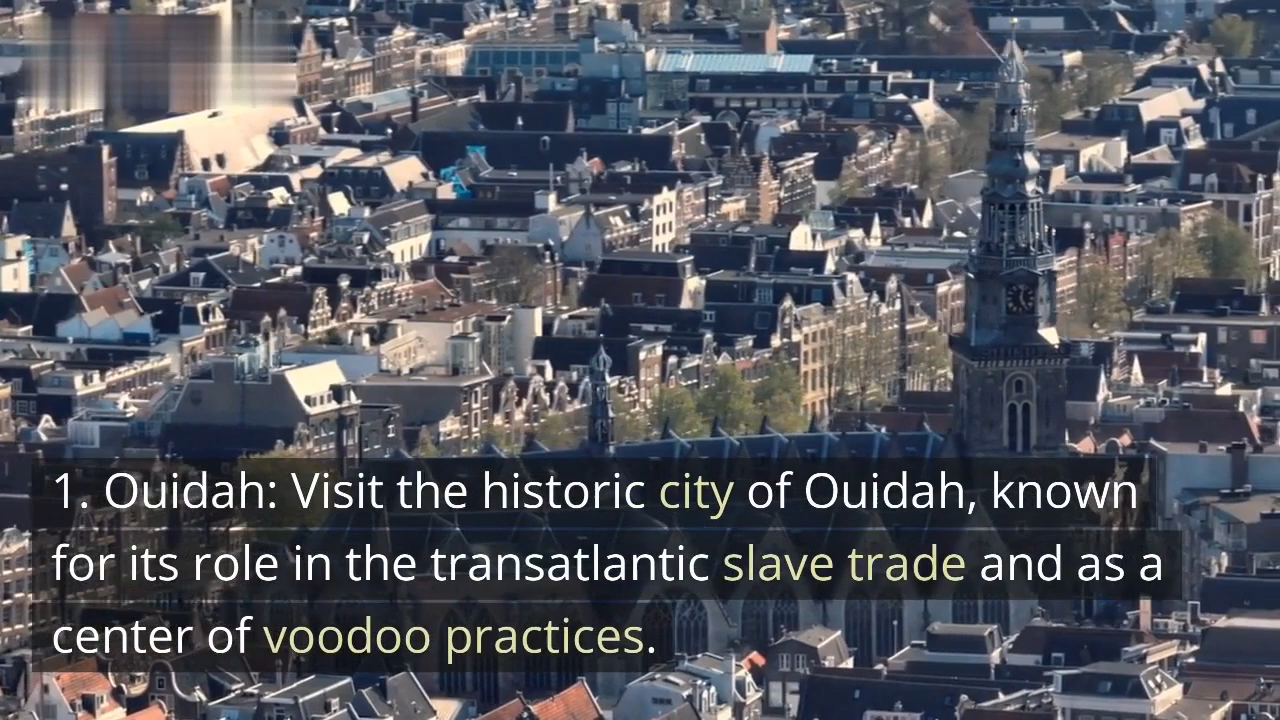 1. Ouidah: Visit the historic city of Ouidah, known
for its role in the transatlantic slave trade and as a
center of voodoo practices.